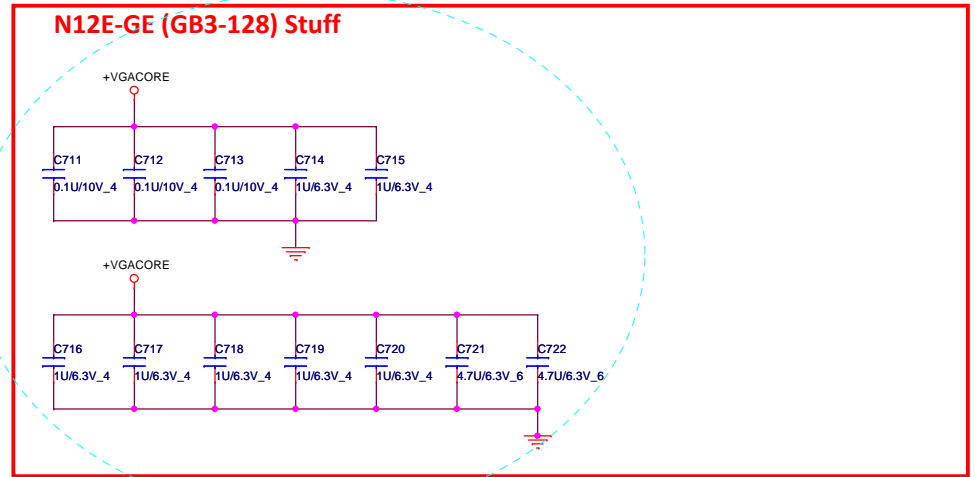 N12E-GE (GB3-128) Stuff
+VGACORE
C711 C712 C713 C714 C715
0.1U/10V_4 0.1U/10V_4 0.1U/10V_4 1U/6.3V_4 1U/6.3V_4
+VGACORE
C716 C717 C718 C719 C720 C721 C722
1U/6.3V_4 1U/6.3V_4 1U/6.3V_4 1U/6.3V_4 1U/6.3V_4 4.7U/6.3V_6 4.7U/6.3V_6